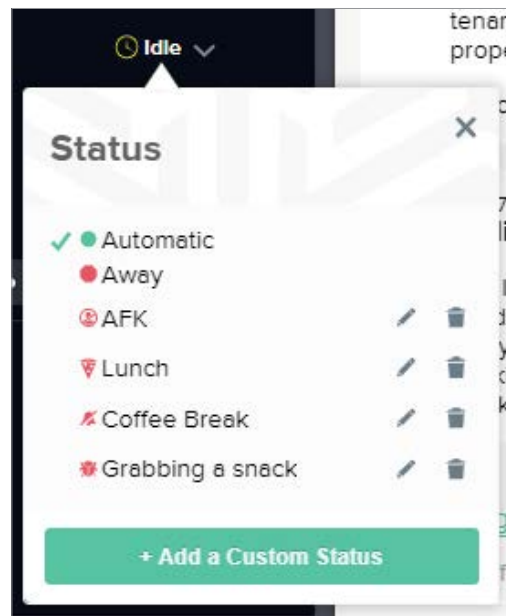 Idle
Status
Automatic
Away
AFK
Lunch
Coffee Break
Grabbing a snack
+ Add a Custom Status